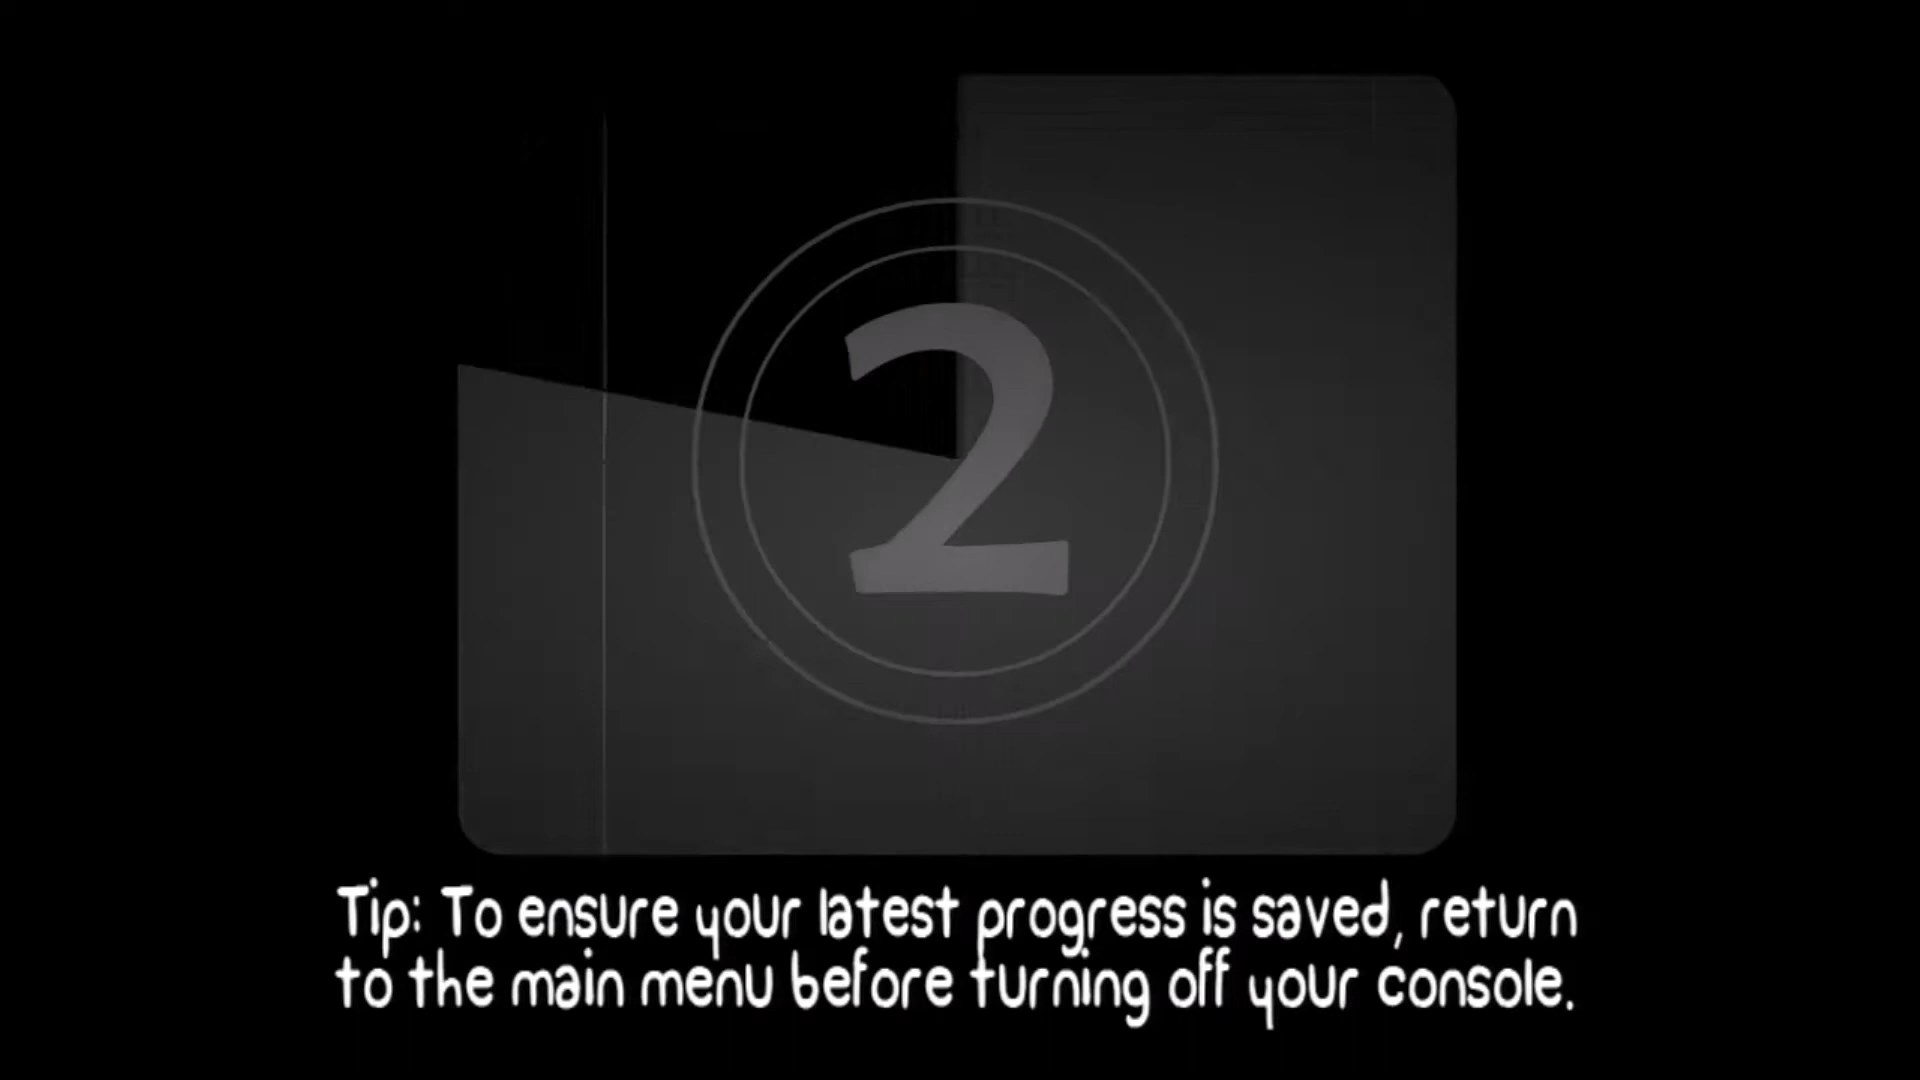 2
Tip: To ensure your latest progress is saved, return
to the main menu before turning off your console.